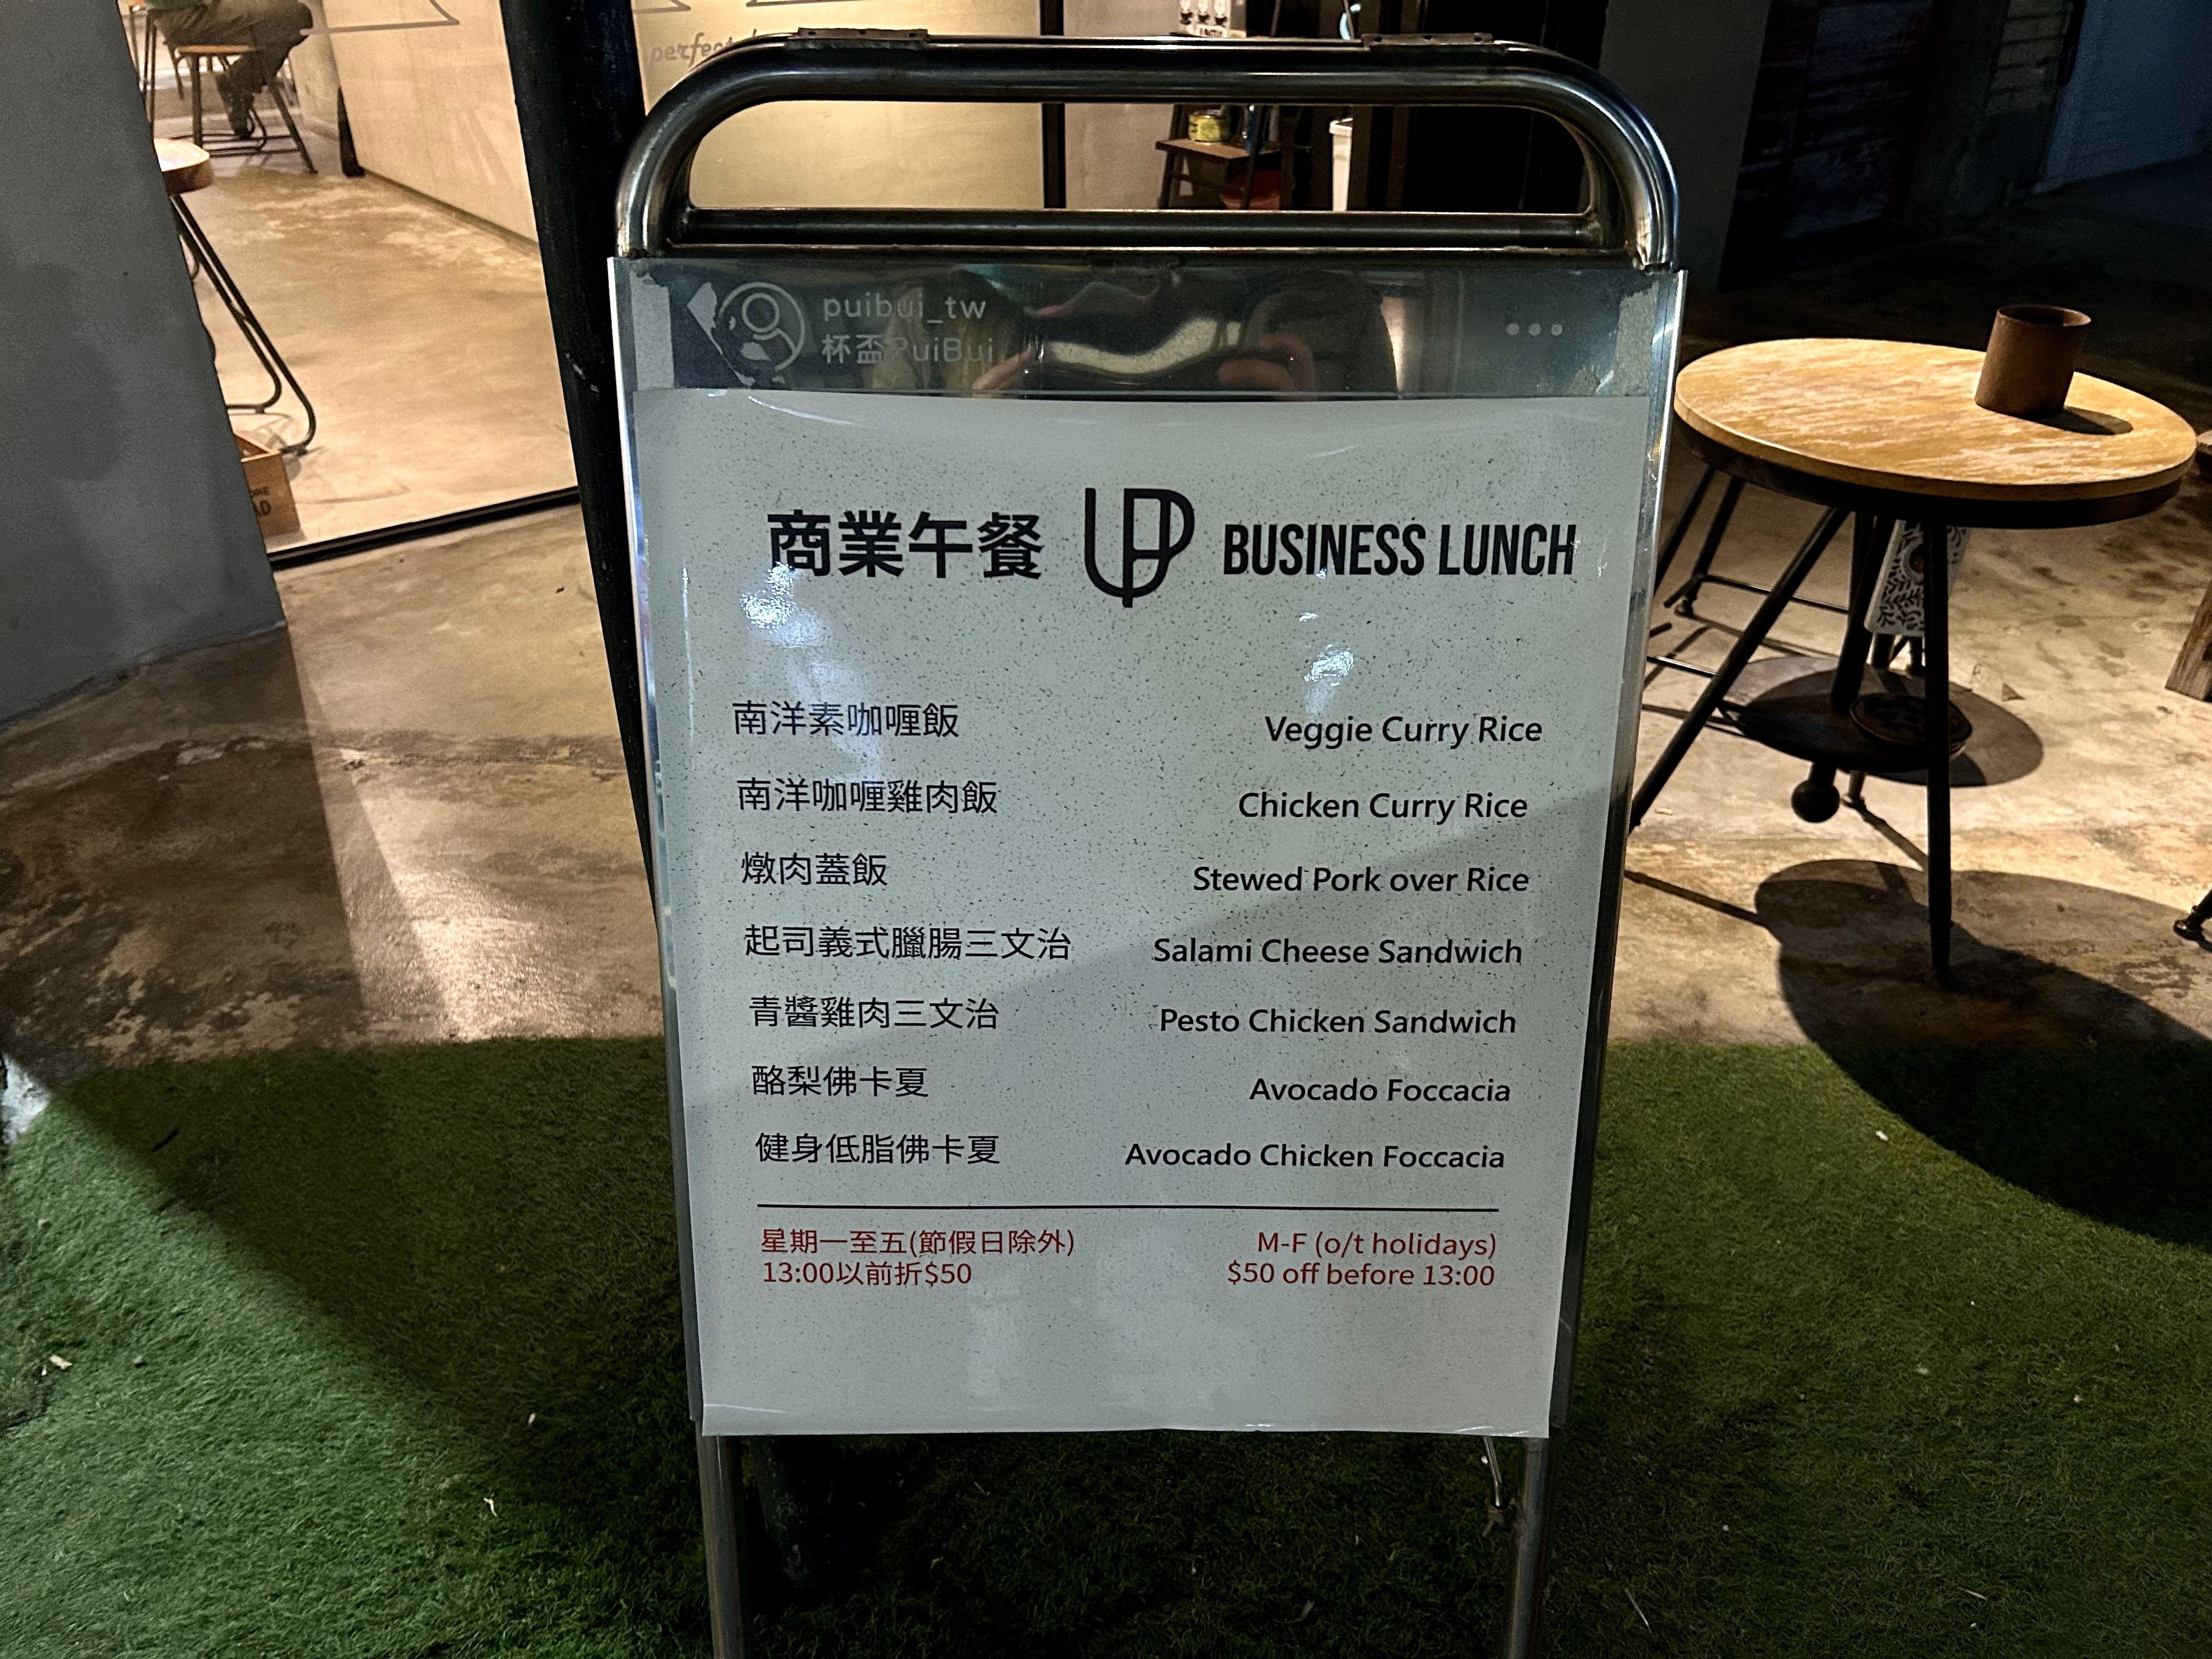 perfect
puibui_tw
杯盃PuiBui
商業午餐 UP BUSINESS LUNCH
南洋素咖喱飯 Veggie Curry Rice
南洋咖喱雞肉飯 Chicken Curry Rice
燉肉蓋飯 Stewed Pork over Rice
起司義式臘腸三文治 Salami Cheese Sandwich
青醬雞肉三文治 Pesto Chicken Sandwich
酪梨佛卡夏 Avocado Foccacia
健身低脂佛卡夏 Avocado Chicken Foccacia
星期一至五(節假日除外) M-F (o/t holidays)
13:00以前折$50 $50 off before 13:00